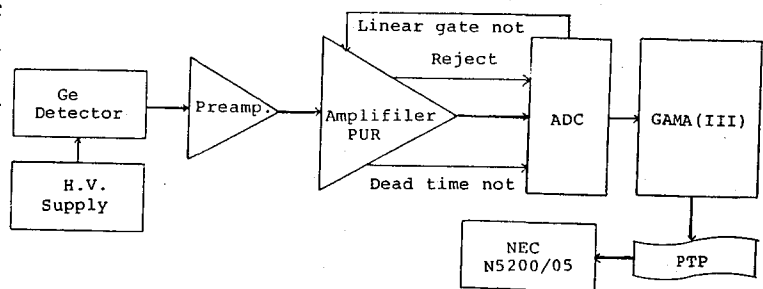 Linear gate not
Reject
Ge
Detector
Preamp.
Amplifiler
PUR
ADC
GAMA(III)
H.V.
Supply
Dead time not
NEC
N5200/05
PTP